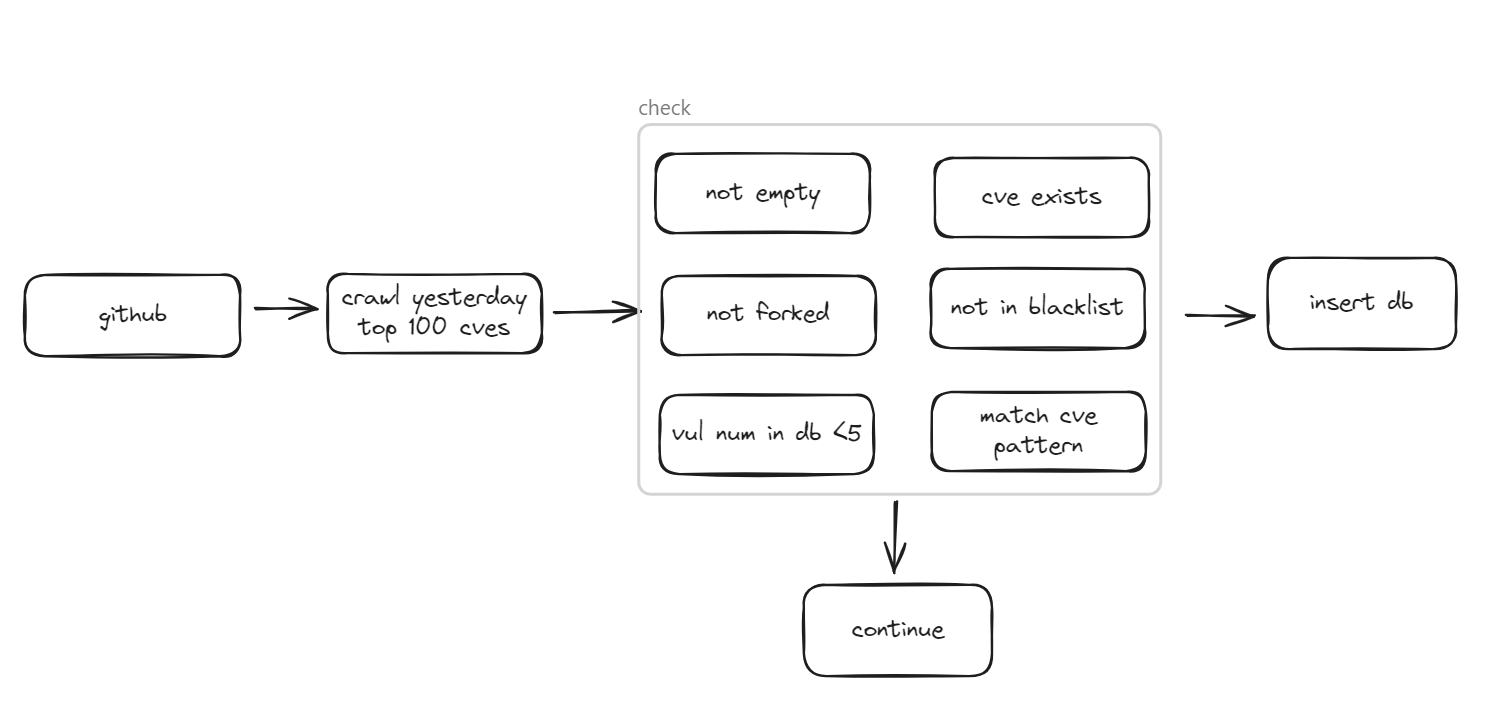 check
not empty
cve exists
github
crawl yesterday
top 100 cves
not forked
not in blacklist
insert db
vul num in db <5
match cve
pattern
continue